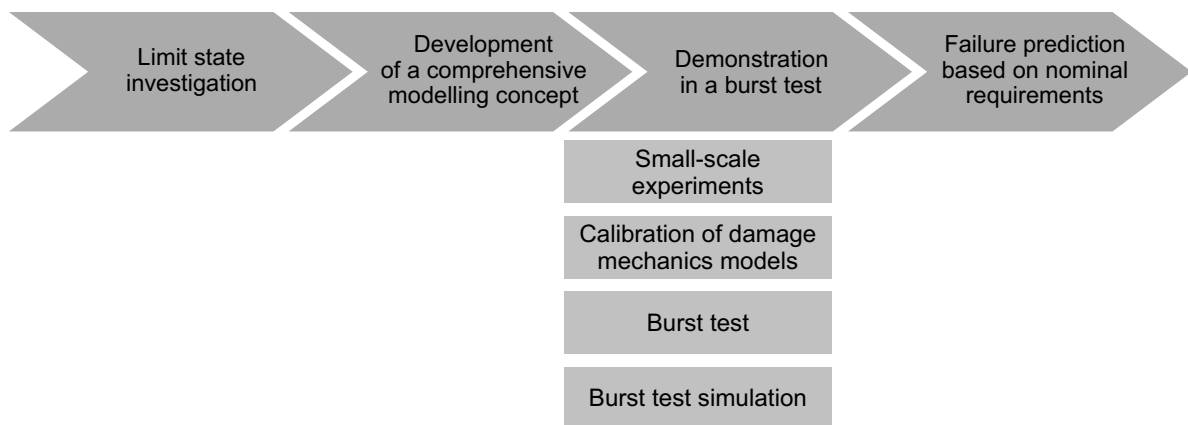 Limit state
investigation
Development
of a comprehensive
modelling concept
Demonstration
in a burst test
Failure prediction
based on nominal
requirements
Small-scale
experiments
Calibration of damage
mechanics models
Burst test
Burst test simulation